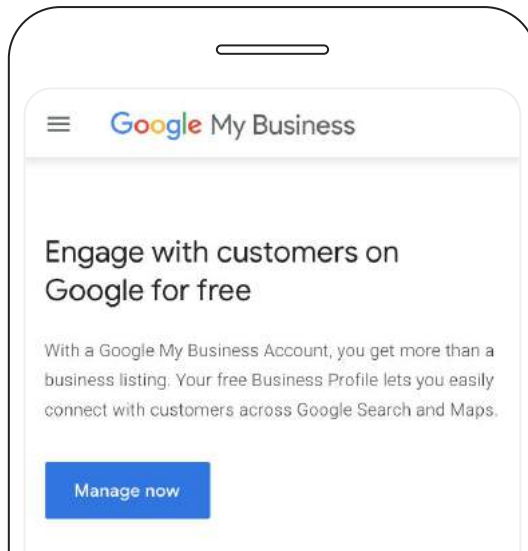 Google My Business
Engage with customers on
Google for free
With a Google My Business Account, you get more than a
business listing. Your free Business Profile lets you easily
connect with customers across Google Search and Maps.
Manage now